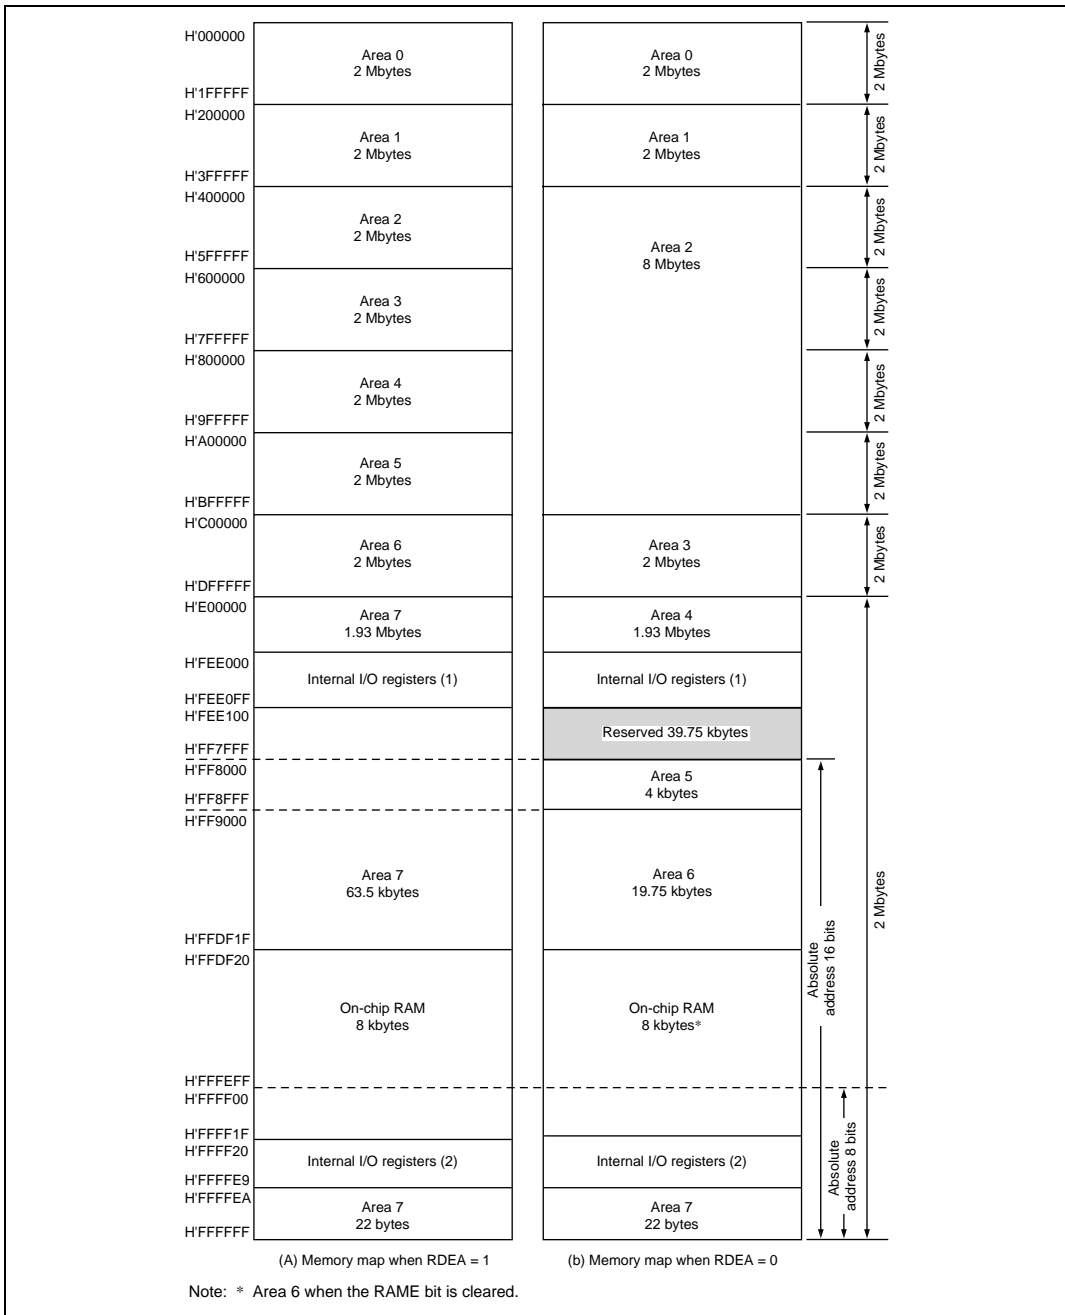 H'000000
Area 0
2 Mbytes
Area 0
2 Mbytes
2 Mbytes
H'1FFFFF
H'200000
Area 1
2 Mbytes
Area 1
2 Mbytes
2 Mbytes
H'3FFFFF
H'400000
Area 2
2 Mbytes
Area 2
8 Mbytes
2 Mbytes
H'5FFFFF
H'600000
Area 3
2 Mbytes
2 Mbytes
H'7FFFFF
H'800000
Area 4
2 Mbytes
2 Mbytes
H'9FFFFF
H'A00000
Area 5
2 Mbytes
2 Mbytes
H'BFFFFF
H'C00000
Area 6
2 Mbytes
Area 3
2 Mbytes
2 Mbytes
H'DFFFFF
H'E00000
Area 7
1.93 Mbytes
Area 4
1.93 Mbytes
H'FEE000
Internal I/O registers (1)
Internal I/O registers (1)
H'FEE0FF
H'FEE100
Reserved 39.75 kbytes
H'FF7FFF
H'FF8000
Area 5
4 kbytes
H'FF8FFF
H'FF9000
Area 7
63.5 kbytes
Area 6
19.75 kbytes
2 Mbytes
H'FFDF1F
H'FFDF20
Absolute
address 16 bits
On-chip RAM
8 kbytes
On-chip RAM
8 kbytes*
H'FFFEFF
H'FFFF00
H'FFFF1F
H'FFFF20
Internal I/O registers (2)
Internal I/O registers (2)
Absolute
address 8 bits
H'FFFFE9
H'FFFFEA
Area 7
22 bytes
Area 7
22 bytes
H'FFFFFF
(A) Memory map when RDEA = 1
(b) Memory map when RDEA = 0
Note: * Area 6 when the RAME bit is cleared.